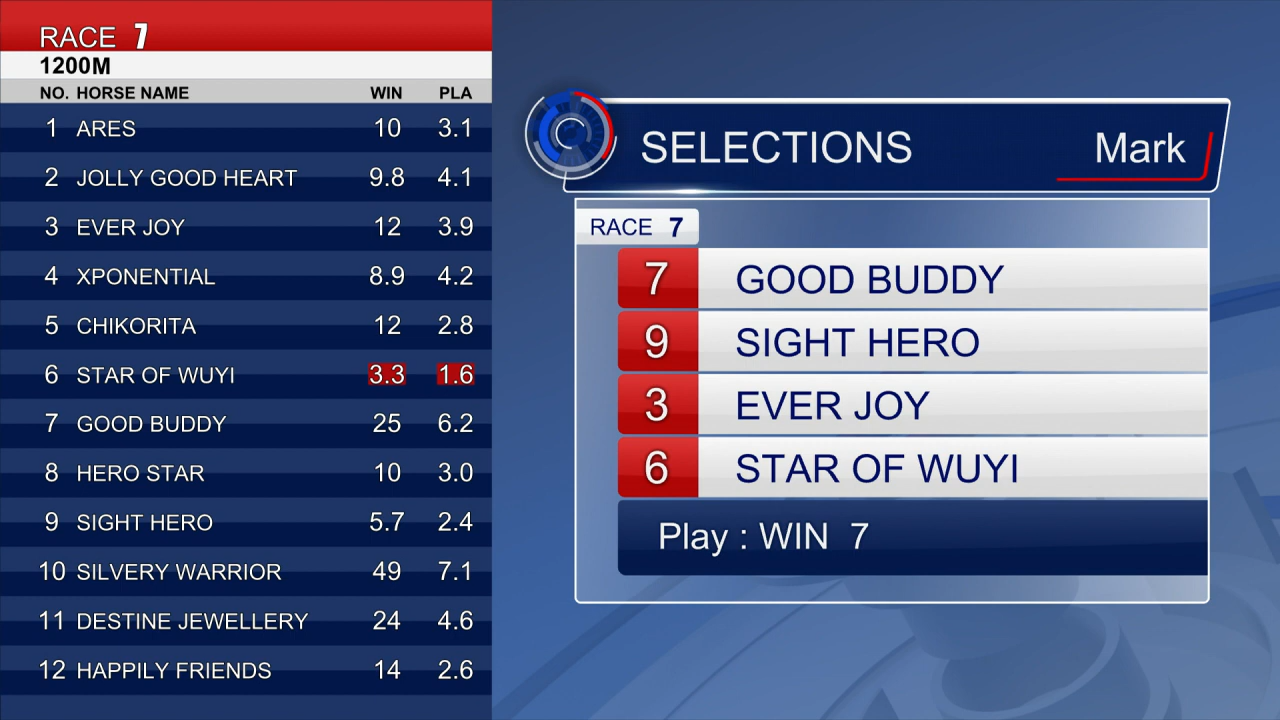 RACE 7
1200M
NO. HORSE NAME WIN PLA
1 ARES 10 3.1
2 JOLLY GOOD HEART 9.8 4.1
3 EVER JOY 12 3.9
4 XPONENTIAL 8.9 4.2
5 CHIKORITA 12 2.8
6 STAR OF WUYI 3.3 1.6
7 GOOD BUDDY 25 6.2
8 HERO STAR 10 3.0
9 SIGHT HERO 5.7 2.4
10 SILVERY WARRIOR 49 7.1
11 DESTINE JEWELLERY 24 4.6
12 HAPPILY FRIENDS 14 2.6
SELECTIONS Mark
RACE 7
7 GOOD BUDDY
9 SIGHT HERO
3 EVER JOY
6 STAR OF WUYI
Play : WIN 7